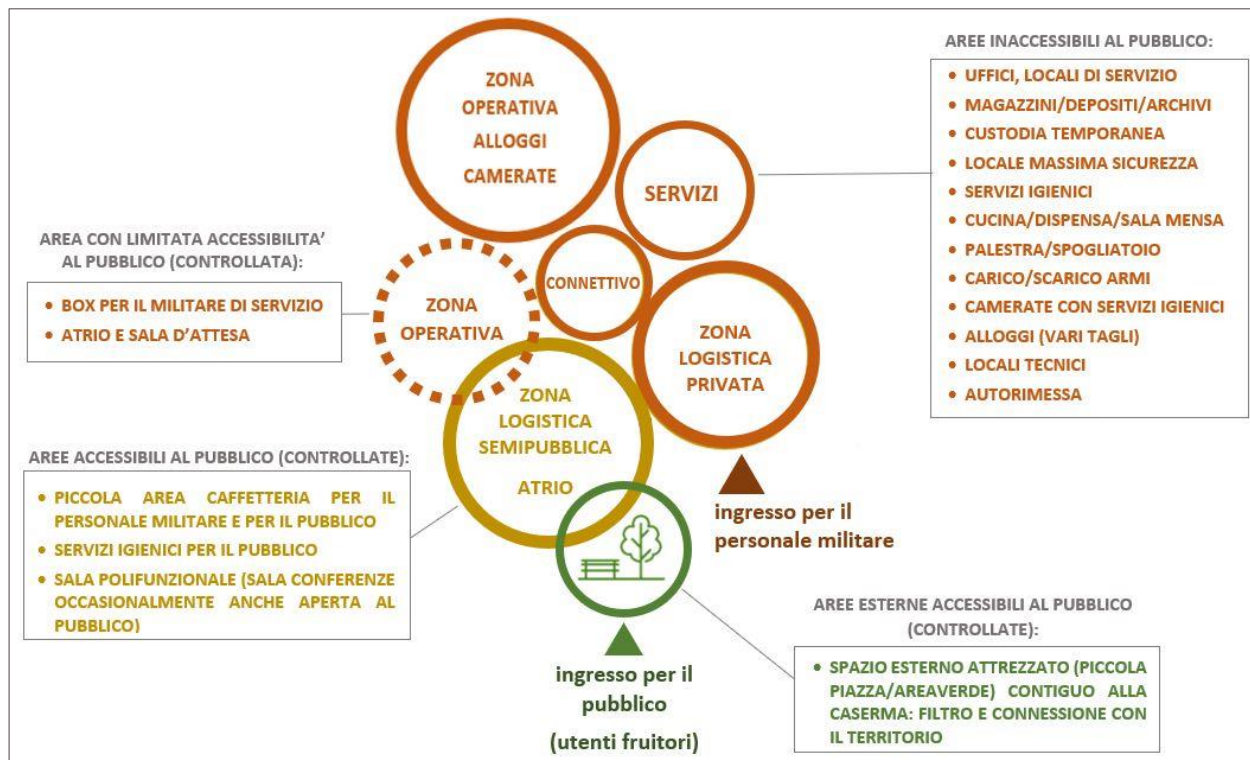 ZONA
OPERATIVA
ALLOGGI
CAMERATE
SERVIZI
CONNETTIVO
ZONA
OPERATIVA
ZONA
LOGISTICA
PRIVATA
ZONA
LOGISTICA
SEMIPUBBLICA
ATRIO
AREE INACCESSIBILI AL PUBBLICO:
• UFFICI, LOCALI DI SERVIZIO
• MAGAZZINI/DEPOSITI/ARCHIVI
• CUSTODIA TEMPORANEA
• LOCALE MASSIMA SICUREZZA
• SERVIZI IGIENICI
• CUCINA/DISPENSA/SALA MENSA
• PALESTRA/SPOGLIATOIO
• CARICO/SCARICO ARMI
• CAMERATE CON SERVIZI IGIENICI
• ALLOGGI (VARI TAGLI)
• LOCALI TECNICI
• AUTORIMESSA
AREA CON LIMITATA ACCESSIBILITA'
AL PUBBLICO (CONTROLLATA):
• BOX PER IL MILITARE DI SERVIZIO
• ATRIO E SALA D'ATTESA
AREE ACCESSIBILI AL PUBBLICO (CONTROLLATE):
• PICCOLA AREA CAFFETTERIA PER IL
PERSONALE MILITARE E PER IL PUBBLICO
• SERVIZI IGIENICI PER IL PUBBLICO
• SALA POLIFUNZIONALE (SALA CONFERENZE
OCCASIONALMENTE ANCHE APERTA AL
PUBBLICO)
ingresso per il
personale militare
ingresso per il
pubblico
(utenti fruitori)
AREE ESTERNE ACCESSIBILI AL PUBBLICO
(CONTROLLATE):
• SPAZIO ESTERNO ATTREZZATO (PICCOLA
PIAZZA/AREAVERDE) CONTIGUO ALLA
CASERMA: FILTRO E CONNESSIONE CON
IL TERRITORIO